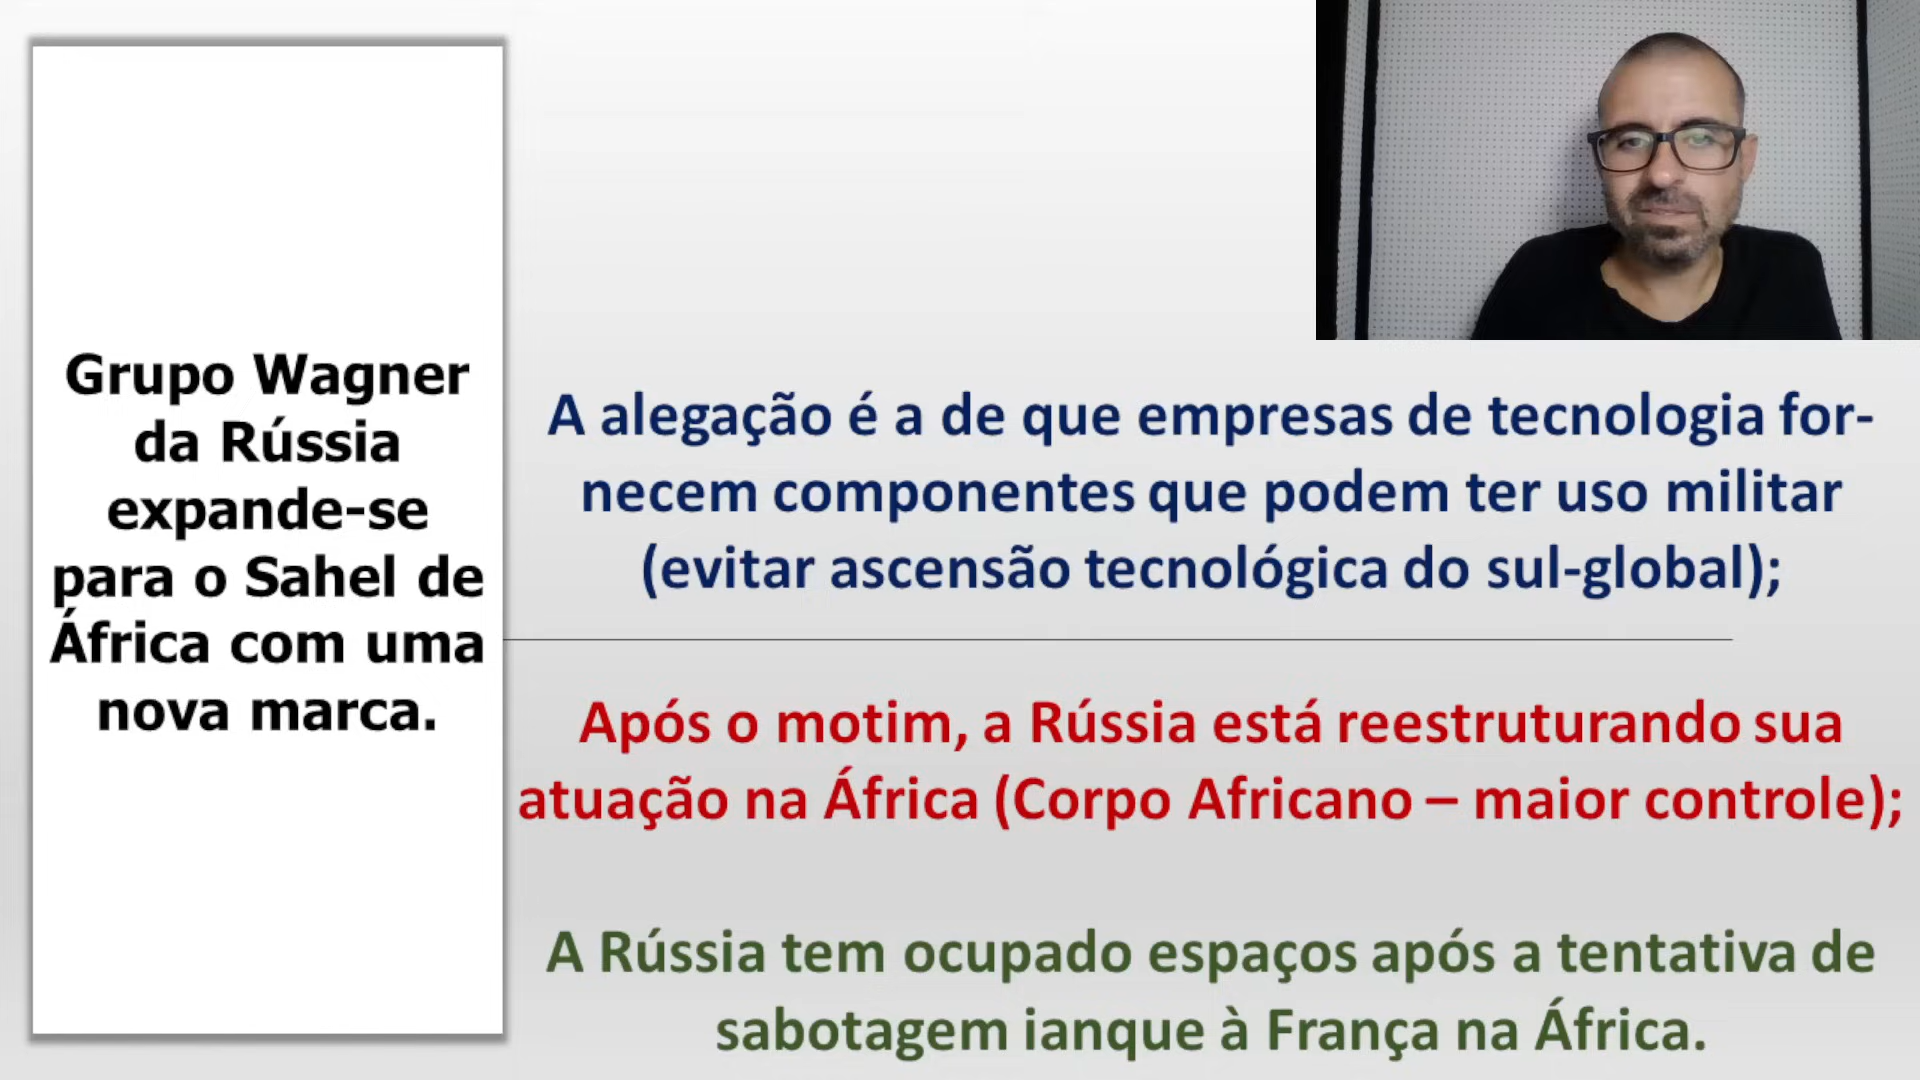 Grupo Wagner
da Rússia
expande-se
para o Sahel de
África com uma
nova marca.
A alegação é a de que empresas de tecnologia for-
necem componentes que podem ter uso militar
(evitar ascensão tecnológica do sul-global);
Após o motim, a Rússia está reestruturando sua
atuação na África (Corpo Africano – maior controle);
A Rússia tem ocupado espaços após a tentativa de
sabotagem ianque à França na África.